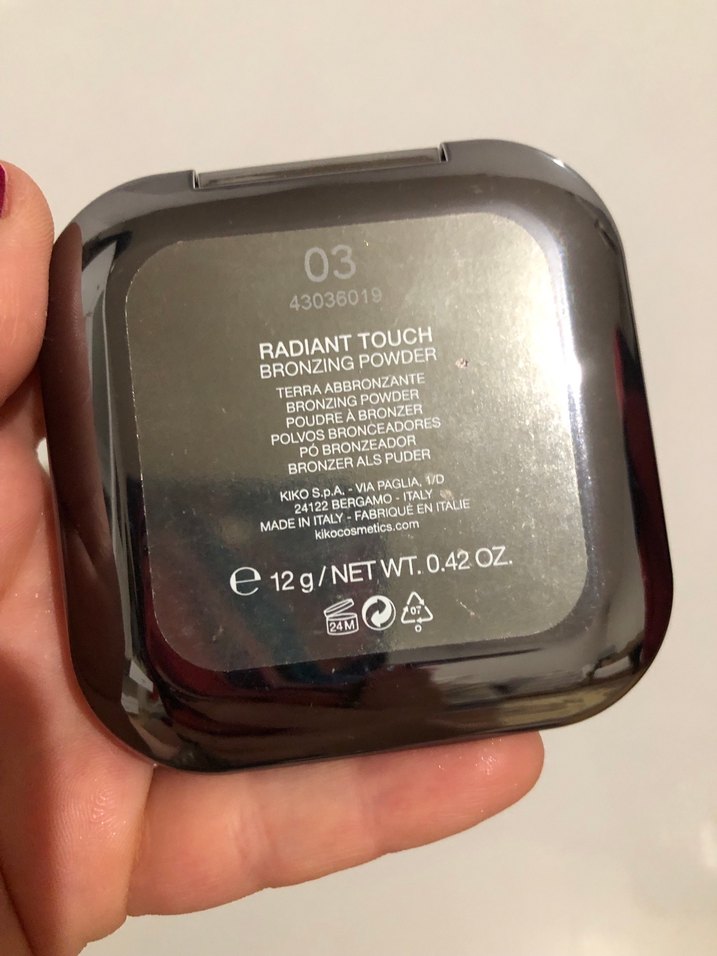 03
43036019
RADIANT TOUCH
BRONZING POWDER
TERRA ABBRONZANTE
BRONZING POWDER
POUDRE À BRONZER
POLVOS BRONCEADORES
PÓ BRONZEADOR
BRONZER ALS PUDER
KIKO S.p.A. - VIA PAGLIA, 1/D
24122 BERGAMO - ITALY
MADE IN ITALY - FABRIQUÉ EN ITALIE
kikocosmetics.com
℮ 12 g / NET WT. 0.42 OZ.
24M 07
O